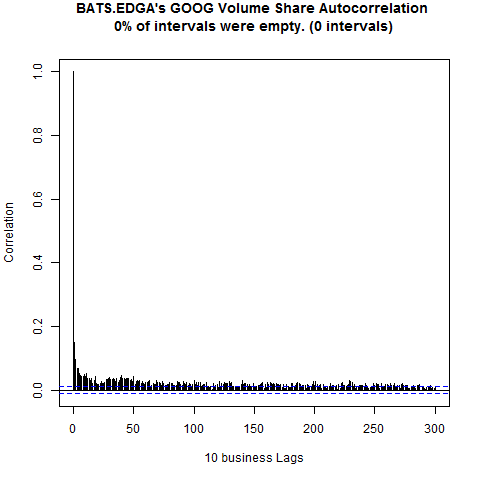 BATS.EDGA's GOOG Volume Share Autocorrelation
0% of intervals were empty. (0 intervals)
1.0
0.8
0.6
0.4
0.2
0.0
Correlation
0 50 100 150 200 250 300
10 business Lags